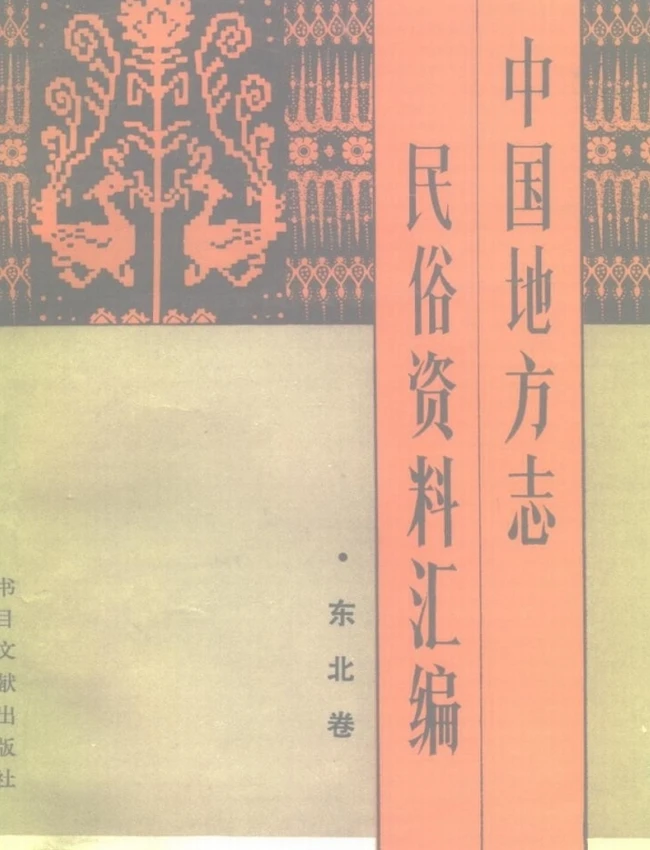 中国地方志
民俗资料汇编
·东北卷
书目文献出版社